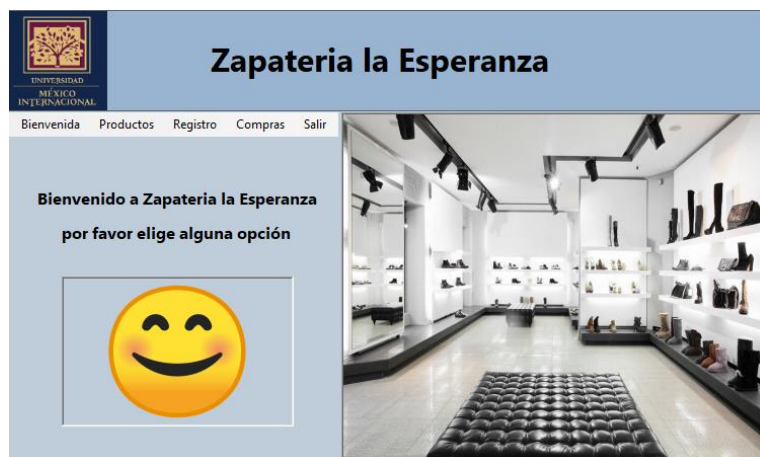 Zapateria la Esperanza
UNIVERSIDAD
MÉXICO
INTERNACIONAL
Bienvenida Productos Registro Compras Salir
Bienvenido a Zapateria la Esperanza
por favor elige alguna opción